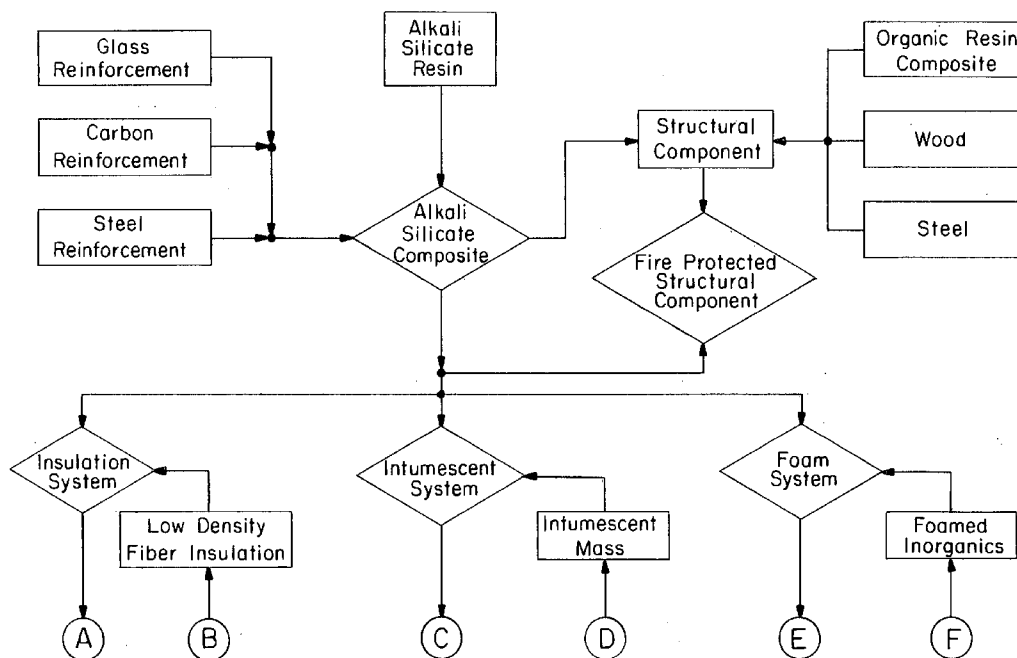 Glass
Reinforcement
Alkali
Silicate
Resin
Organic Resin
Composite
Carbon
Reinforcement
Structural
Component
Wood
Steel
Reinforcement
Alkali
Silicate
Composite
Steel
Fire Protected
Structural
Component
Insulation
System
Intumescent
System
Foam
System
Low Density
Fiber Insulation
Intumescent
Mass
Foamed
Inorganics
A
B
C
D
E
F